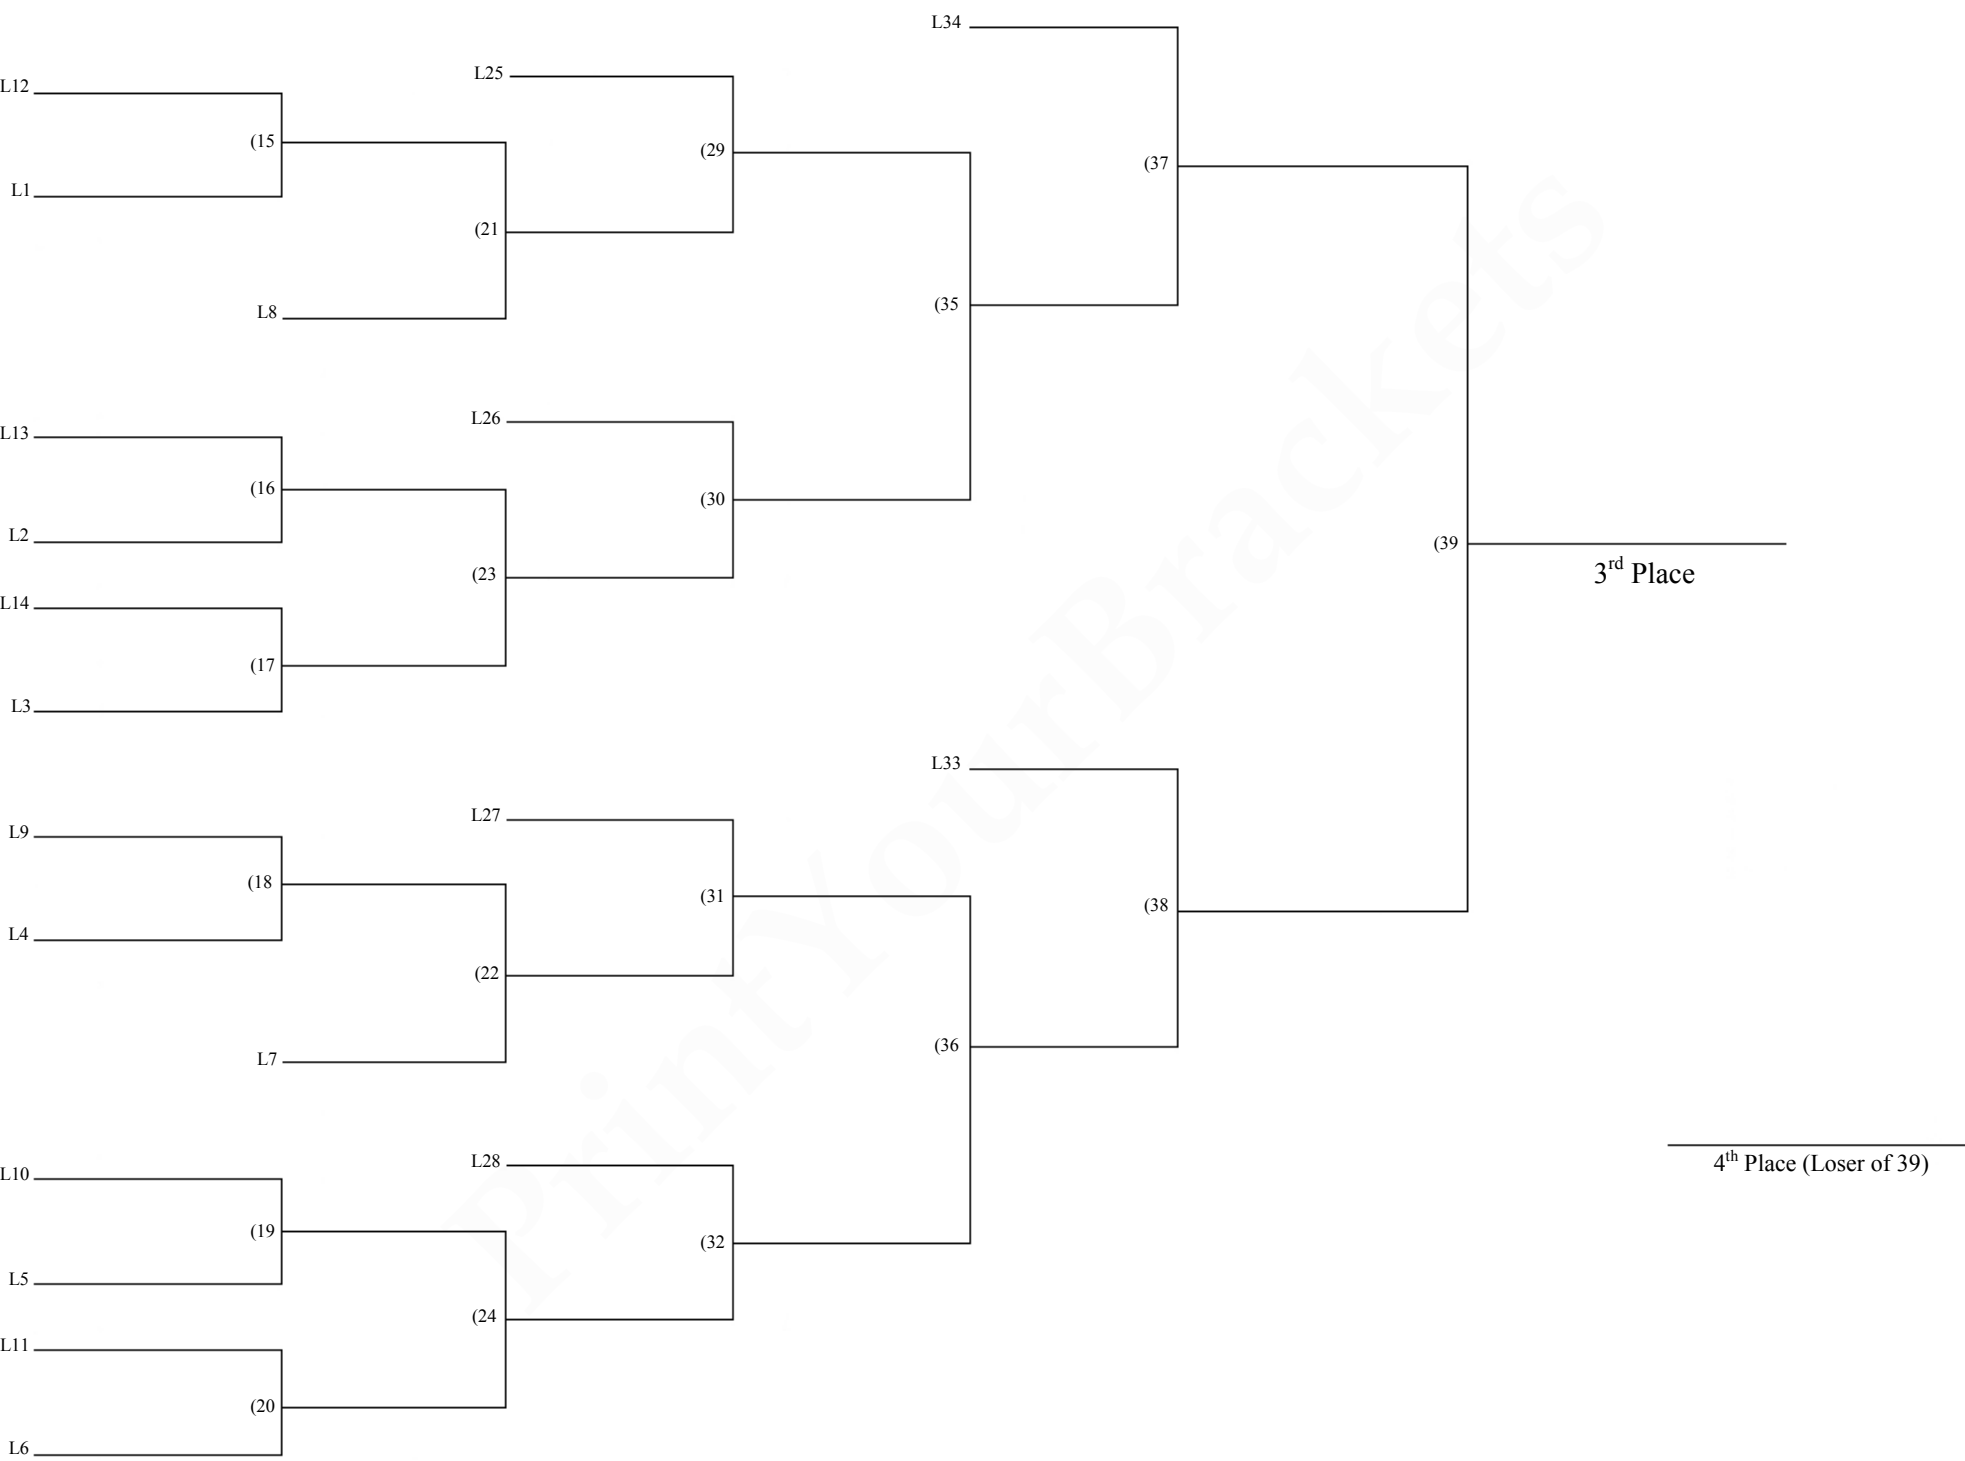 L34
L12
L25
(15
(29
(37
L1
(21
L8
(35
L13
L26
(16
(30
L2
(39
3rd Place
(23
L14
(17
L3
L33
L27
L9
(18
(31
(38
L4
(22
L7
(36
L10
L28
4th Place (Loser of 39)
(19
(32
L5
(24
L11
(20
L6
PrintYourBrackets